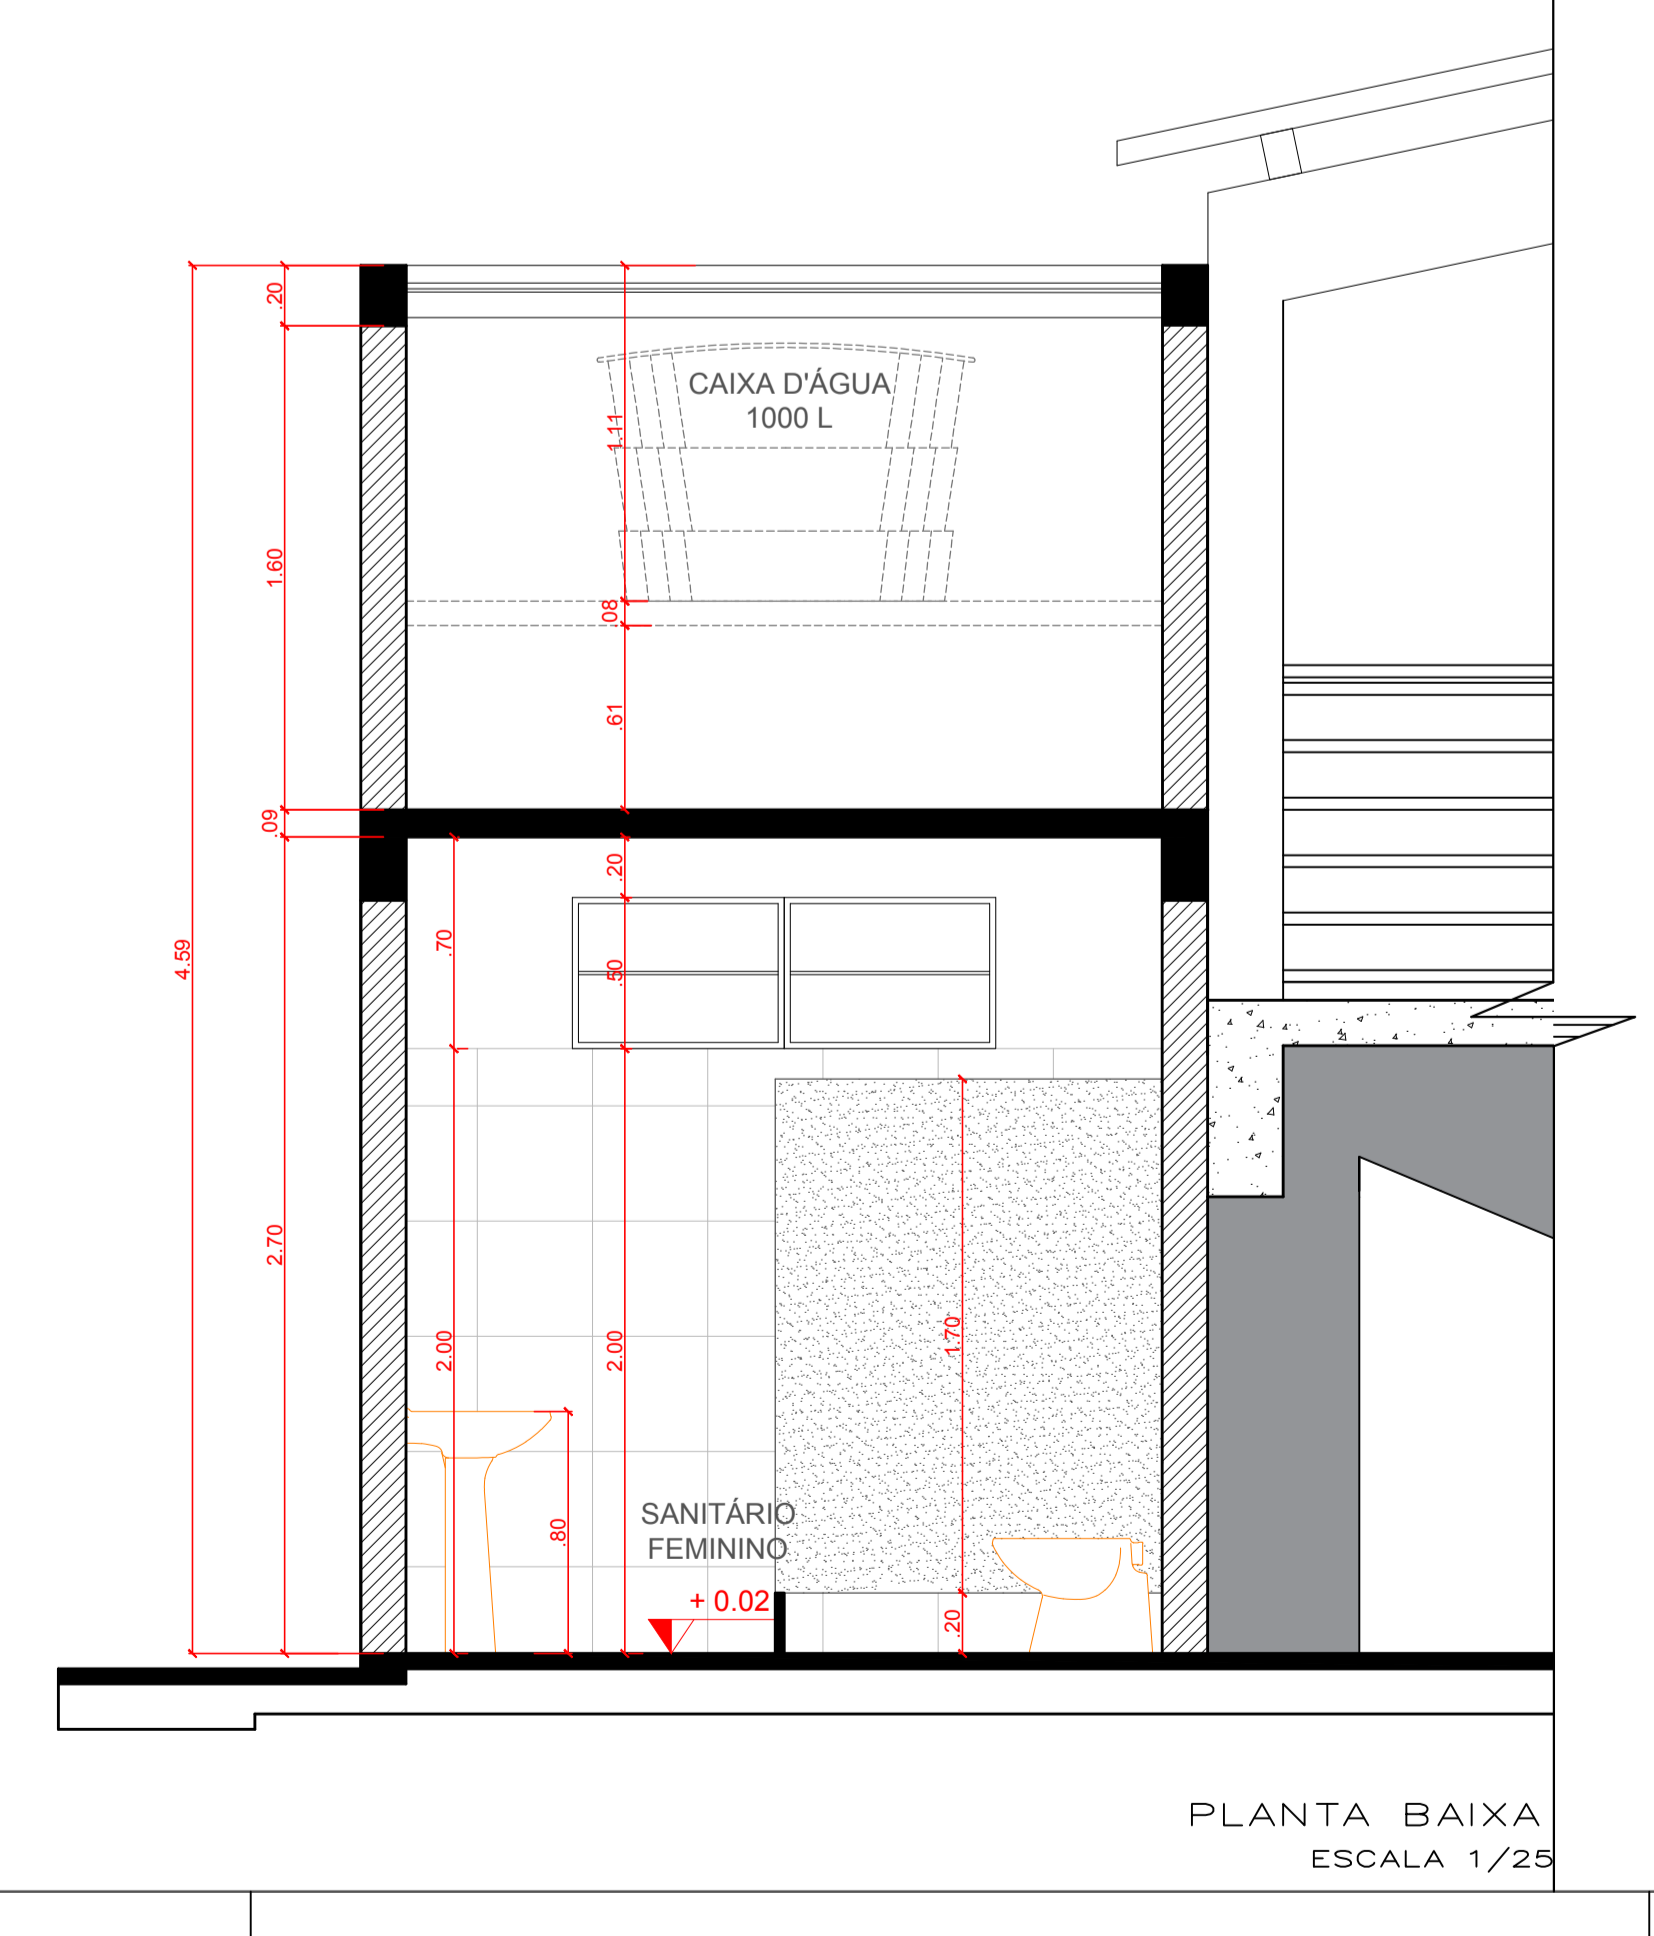 .20
CAIXA D'ÁGUA
1000 L
1.11
1.60
.08
.61
.09
.20
.70
.50
4.59
2.70
2.00
2.00
1.70
.80
SANITÁRIO
FEMININO
+ 0.02
.20
PLANTA BAIXA
ESCALA 1/25